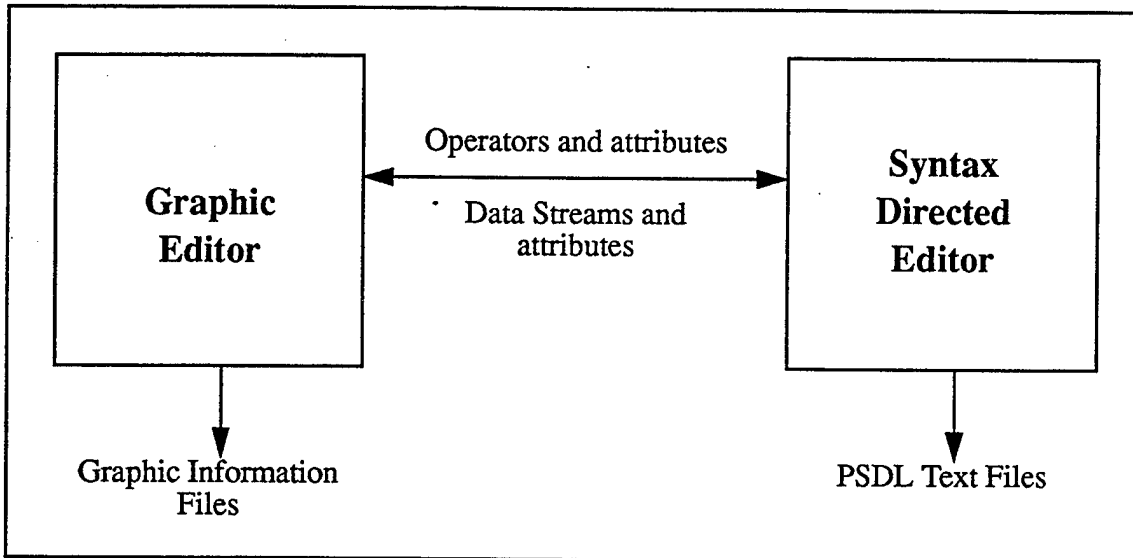 Graphic
Editor
Operators and attributes
Data Streams and
attributes
Syntax
Directed
Editor
Graphic Information
Files
PSDL Text Files